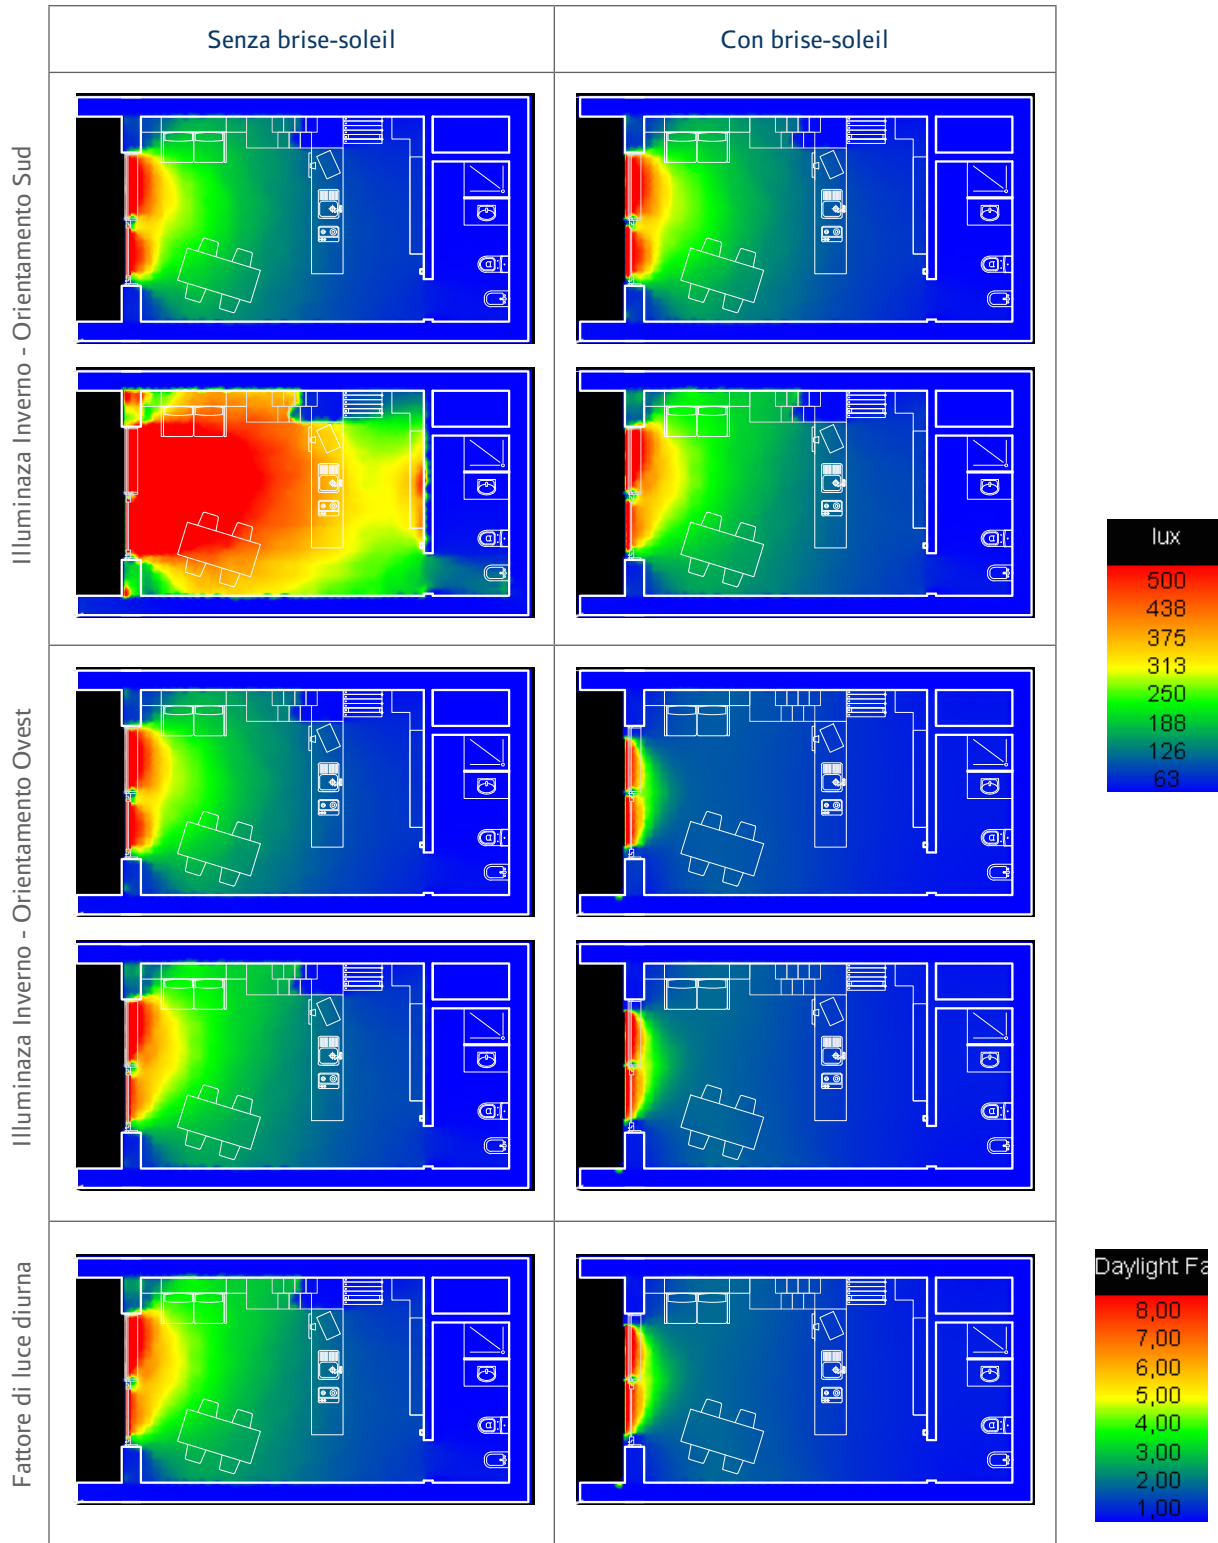 Senza brise-soleil
Con brise-soleil
Illuminaza Inverno - Orientamento Sud
lux
500
438
375
313
250
188
126
63
Illuminaza Inverno - Orientamento Ovest
Fattore di luce diurna
Daylight Fa
8,00
7,00
6,00
5,00
4,00
3,00
2,00
1,00